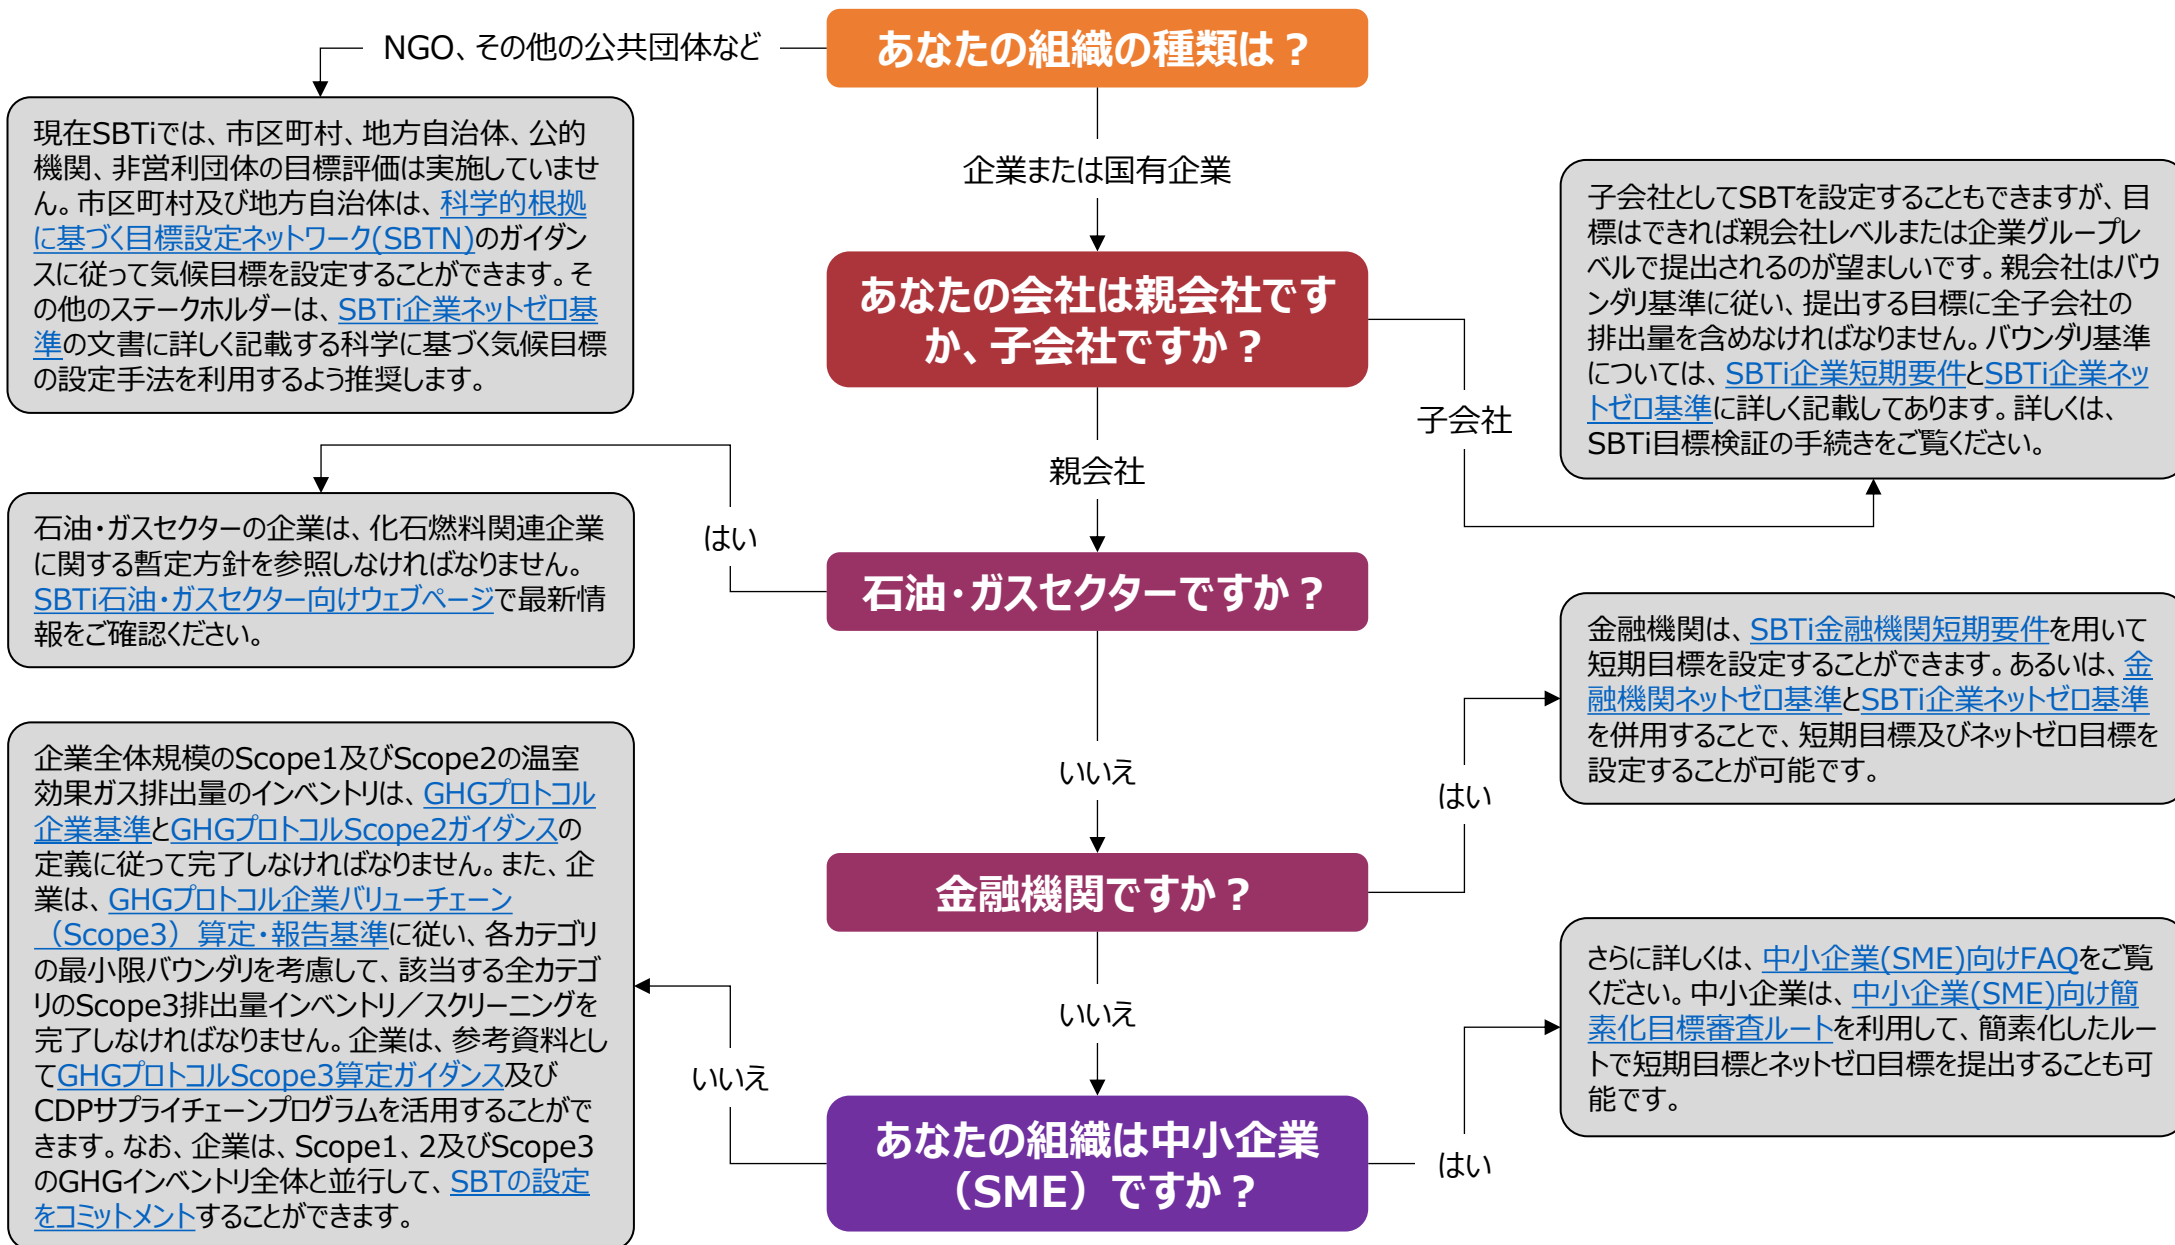 NGO、その他の公共団体など
あなたの組織の種類は？
現在SBTiでは、市区町村、地方自治体、公的
機関、非営利団体の目標評価は実施していませ
ん。市区町村及び地方自治体は、科学的根拠
に基づく目標設定ネットワーク(SBTN)のガイダン
スに従って気候目標を設定することができます。そ
の他のステークホルダーは、SBTi企業ネットゼロ基
準の文書に詳しく記載する科学に基づく気候目標
の設定手法を利用するよう推奨します。
企業または国有企業
あなたの会社は親会社です
か、子会社ですか？
子会社としてSBTを設定することもできますが、目
標はできれば親会社レベルまたは企業グループレ
ベルで提出されるのが望ましいです。親会社はバウ
ンダリ基準に従い、提出する目標に全子会社の
排出量を含めなければなりません。バウンダリ基準
については、SBTi企業短期要件とSBTi企業ネッ
トゼロ基準に詳しく記載してあります。詳しくは、
SBTi目標検証の手続きをご覧ください。
子会社
親会社
はい
石油・ガスセクターの企業は、化石燃料関連企業
に関する暫定方針を参照しなければなりません。
SBTi石油・ガスセクター向けウェブページで最新情
報をご確認ください。
石油・ガスセクターですか？
金融機関は、SBTi金融機関短期要件を用いて
短期目標を設定することができます。あるいは、金
融機関ネットゼロ基準とSBTi企業ネットゼロ基準
を併用することで、短期目標及びネットゼロ目標を
設定することが可能です。
いいえ
はい
金融機関ですか？
企業全体規模のScope1及びScope2の温室
効果ガス排出量のインベントリは、GHGプロトコル
企業基準とGHGプロトコルScope2ガイダンスの
定義に従って完了しなければなりません。また、企
業は、GHGプロトコル企業バリューチェーン
（Scope3）算定・報告基準に従い、各カテゴリ
の最小限バウンダリを考慮して、該当する全カテゴ
リのScope3排出量インベントリ／スクリーニングを
完了しなければなりません。企業は、参考資料とし
てGHGプロトコルScope3算定ガイダンス及び
CDPサプライチェーンプログラムを活用することがで
きます。なお、企業は、Scope1、2及びScope3
のGHGインベントリ全体と並行して、SBTの設定
をコミットメントすることができます。
いいえ
いいえ
さらに詳しくは、中小企業(SME)向けFAQをご覧
ください。中小企業は、中小企業(SME)向け簡
素化目標審査ルートを利用して、簡素化したルー
トで短期目標とネットゼロ目標を提出することも可
能です。
あなたの組織は中小企業
（SME）ですか？
はい